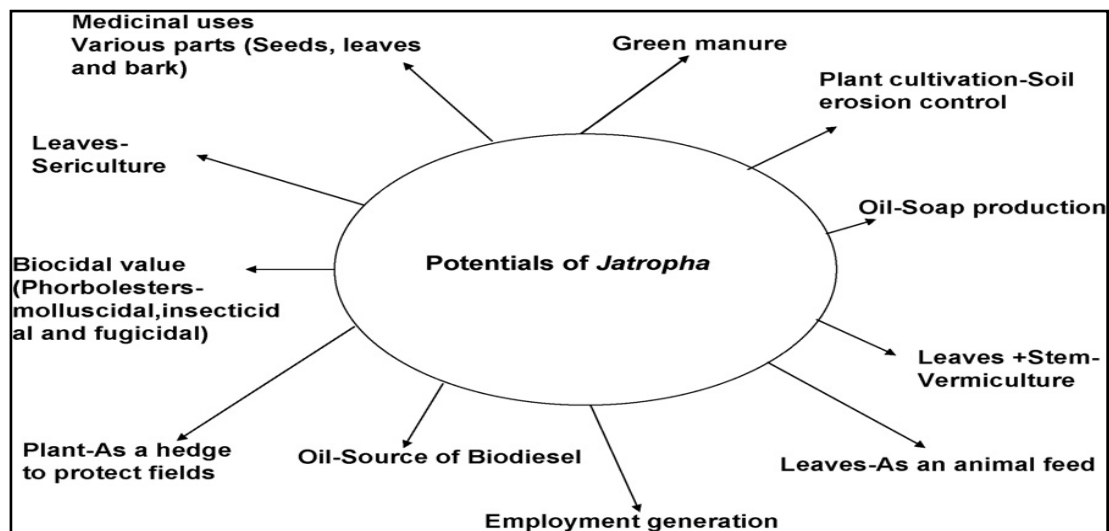 Medicinal uses
Various parts (Seeds, leaves
and bark)
Green manure
Plant cultivation-Soil
erosion control
Leaves-
Sericulture
Oil-Soap production
Potentials of Jatropha
Biocidal value
(Phorbolesters-
molluscidal,insecticid
al and fugicidal)
Leaves +Stem-
Vermiculture
Plant-As a hedge
to protect fields
Oil-Source of Biodiesel
Leaves-As an animal feed
Employment generation